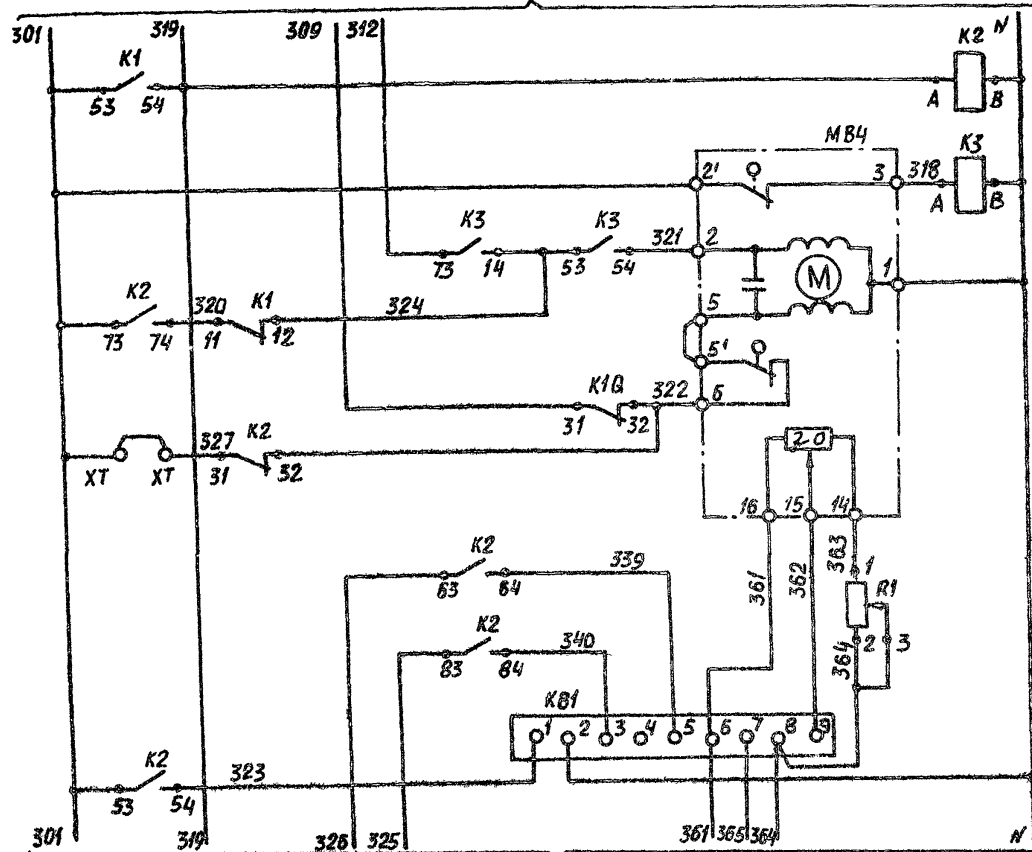 301 319 309 312 N
K1 K2
53 54 A B
МВ4 K3
2' 3 318
A B
K3 K3
73 14 53 54 321 2
M 1
K2 320 K1 324
73 74 11 12
5
5'
K1Q 322 6
31 32
XT XT 327 K2
31 32
20
16 15 14
K2 339
63 64
361 362 363 1
R1
K2 340
83 84
364 2 3
КВ1
1 2 3 4 5 6 7 8 9
K2 323
53 54
301 319 326 325 361 365 364 N